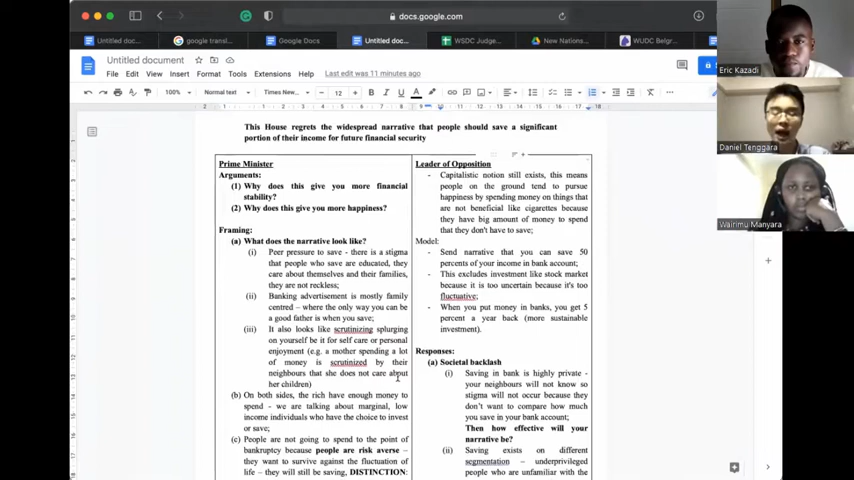 docs.google.com
Untitled doc...
google transl...
Google Docs
Untitled doc...
WSDC Judge...
New Nations...
WUDC Belgr...
Untitled document
File Edit View Insert Format Tools Extensions Help Last edit was 11 minutes ago
100% Normal text Times New... 12
This House regrets the widespread narrative that people should save a significant
portion of their income for future financial security
Prime Minister
Arguments:
(1) Why does this give you more financial
stability?
(2) Why does this give you more happiness?
Framing:
(a) What does the narrative look like?
(i) Peer pressure to save - there is a stigma
that people who save are educated, they
care about themselves and their families,
they are not reckless;
(ii) Banking advertisement is mostly family
centred – where the only way you can be
a good father is when you save;
(iii) It also looks like scrutinizing splurging
on yourself be it for self care or personal
enjoyment (e.g. a mother spending a lot
of money is scrutinized by their
neighbours that she does not care about
her children)
(b) On both sides, the rich have enough money to
spend - we are talking about marginal, low
income individuals who have the choice to invest
or save;
(c) People are not going to spend to the point of
bankruptcy because people are risk averse –
they want to survive against the fluctuation of
life – they will still be saving, DISTINCTION:
Leader of Opposition
- Capitalistic notion still exists, this means
people on the ground tend to pursue
happiness by spending money on things that
are not beneficial like cigarettes because
they have big amount of money to spend
that they don't have to save;
Model:
- Send narrative that you can save 50
percents of your income in bank account;
- This excludes investment like stock market
because it is too uncertain because it's too
fluctuative;
- When you put money in banks, you get 5
percent a year back (more sustainable
investment).
Responses:
(a) Societal backlash
(i) Saving in bank is highly private -
your neighbours will not know so
stigma will not occur because they
don't want to compare how much
you save in your bank account;
Then how effective will your
narrative be?
(ii) Saving exists on different
segmentation – underprivileged
people who are unfamiliar with the
Eric Kazadi
Daniel Tenggara
Wairimu Manyara